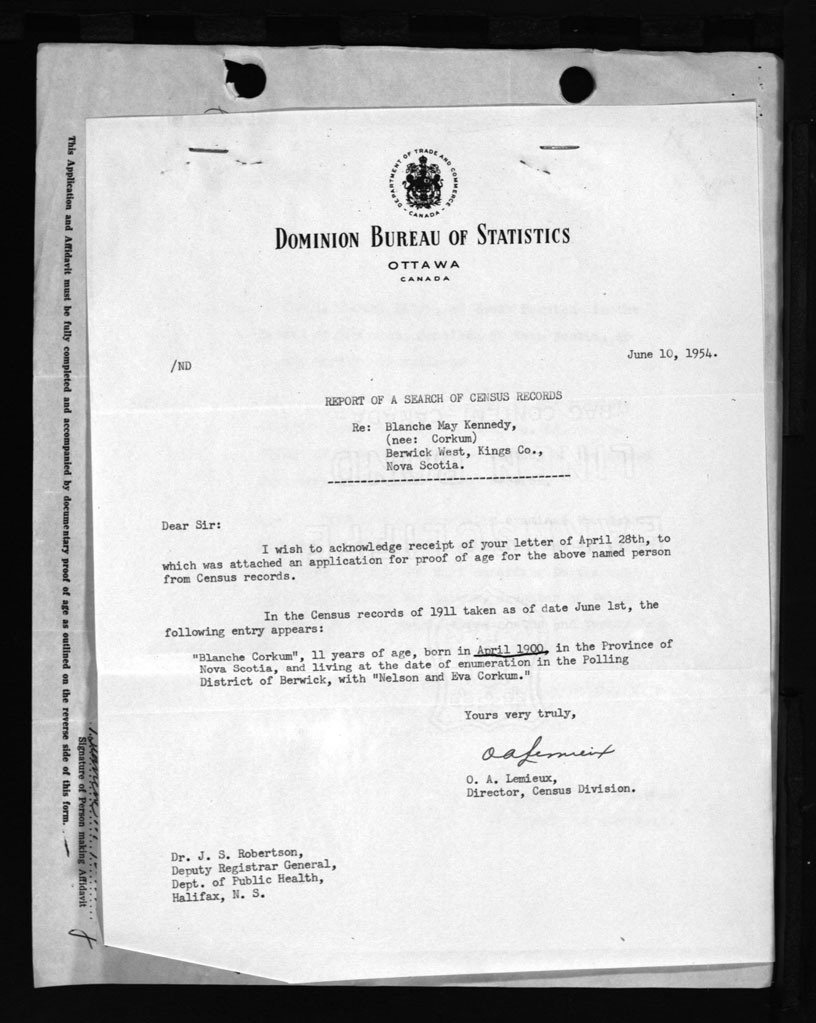 DEPARTMENT OF TRADE AND COMMERCE
- CANADA -
DOMINION BUREAU OF STATISTICS
OTTAWA
CANADA
/ND
June 10, 1954.
REPORT OF A SEARCH OF CENSUS RECORDS
Re: Blanche May Kennedy,
(nee: Corkum)
Berwick West, Kings Co.,
Nova Scotia.
Dear Sir:
I wish to acknowledge receipt of your letter of April 28th, to
which was attached an application for proof of age for the above named person
from Census records.
In the Census records of 1911 taken as of date June 1st, the
following entry appears:
"Blanche Corkum", 11 years of age, born in April 1900, in the Province of
Nova Scotia, and living at the date of enumeration in the Polling
District of Berwick, with "Nelson and Eva Corkum."
Yours very truly,
O A Lemieux
O. A. Lemieux,
Director, Census Division.
Dr. J. S. Robertson,
Deputy Registrar General,
Dept. of Public Health,
Halifax, N. S.
This Application and Affidavit must be fully completed and accompanied by documentary proof of age as outlined on the reverse side of this form.
Signature of Person making Affidavit